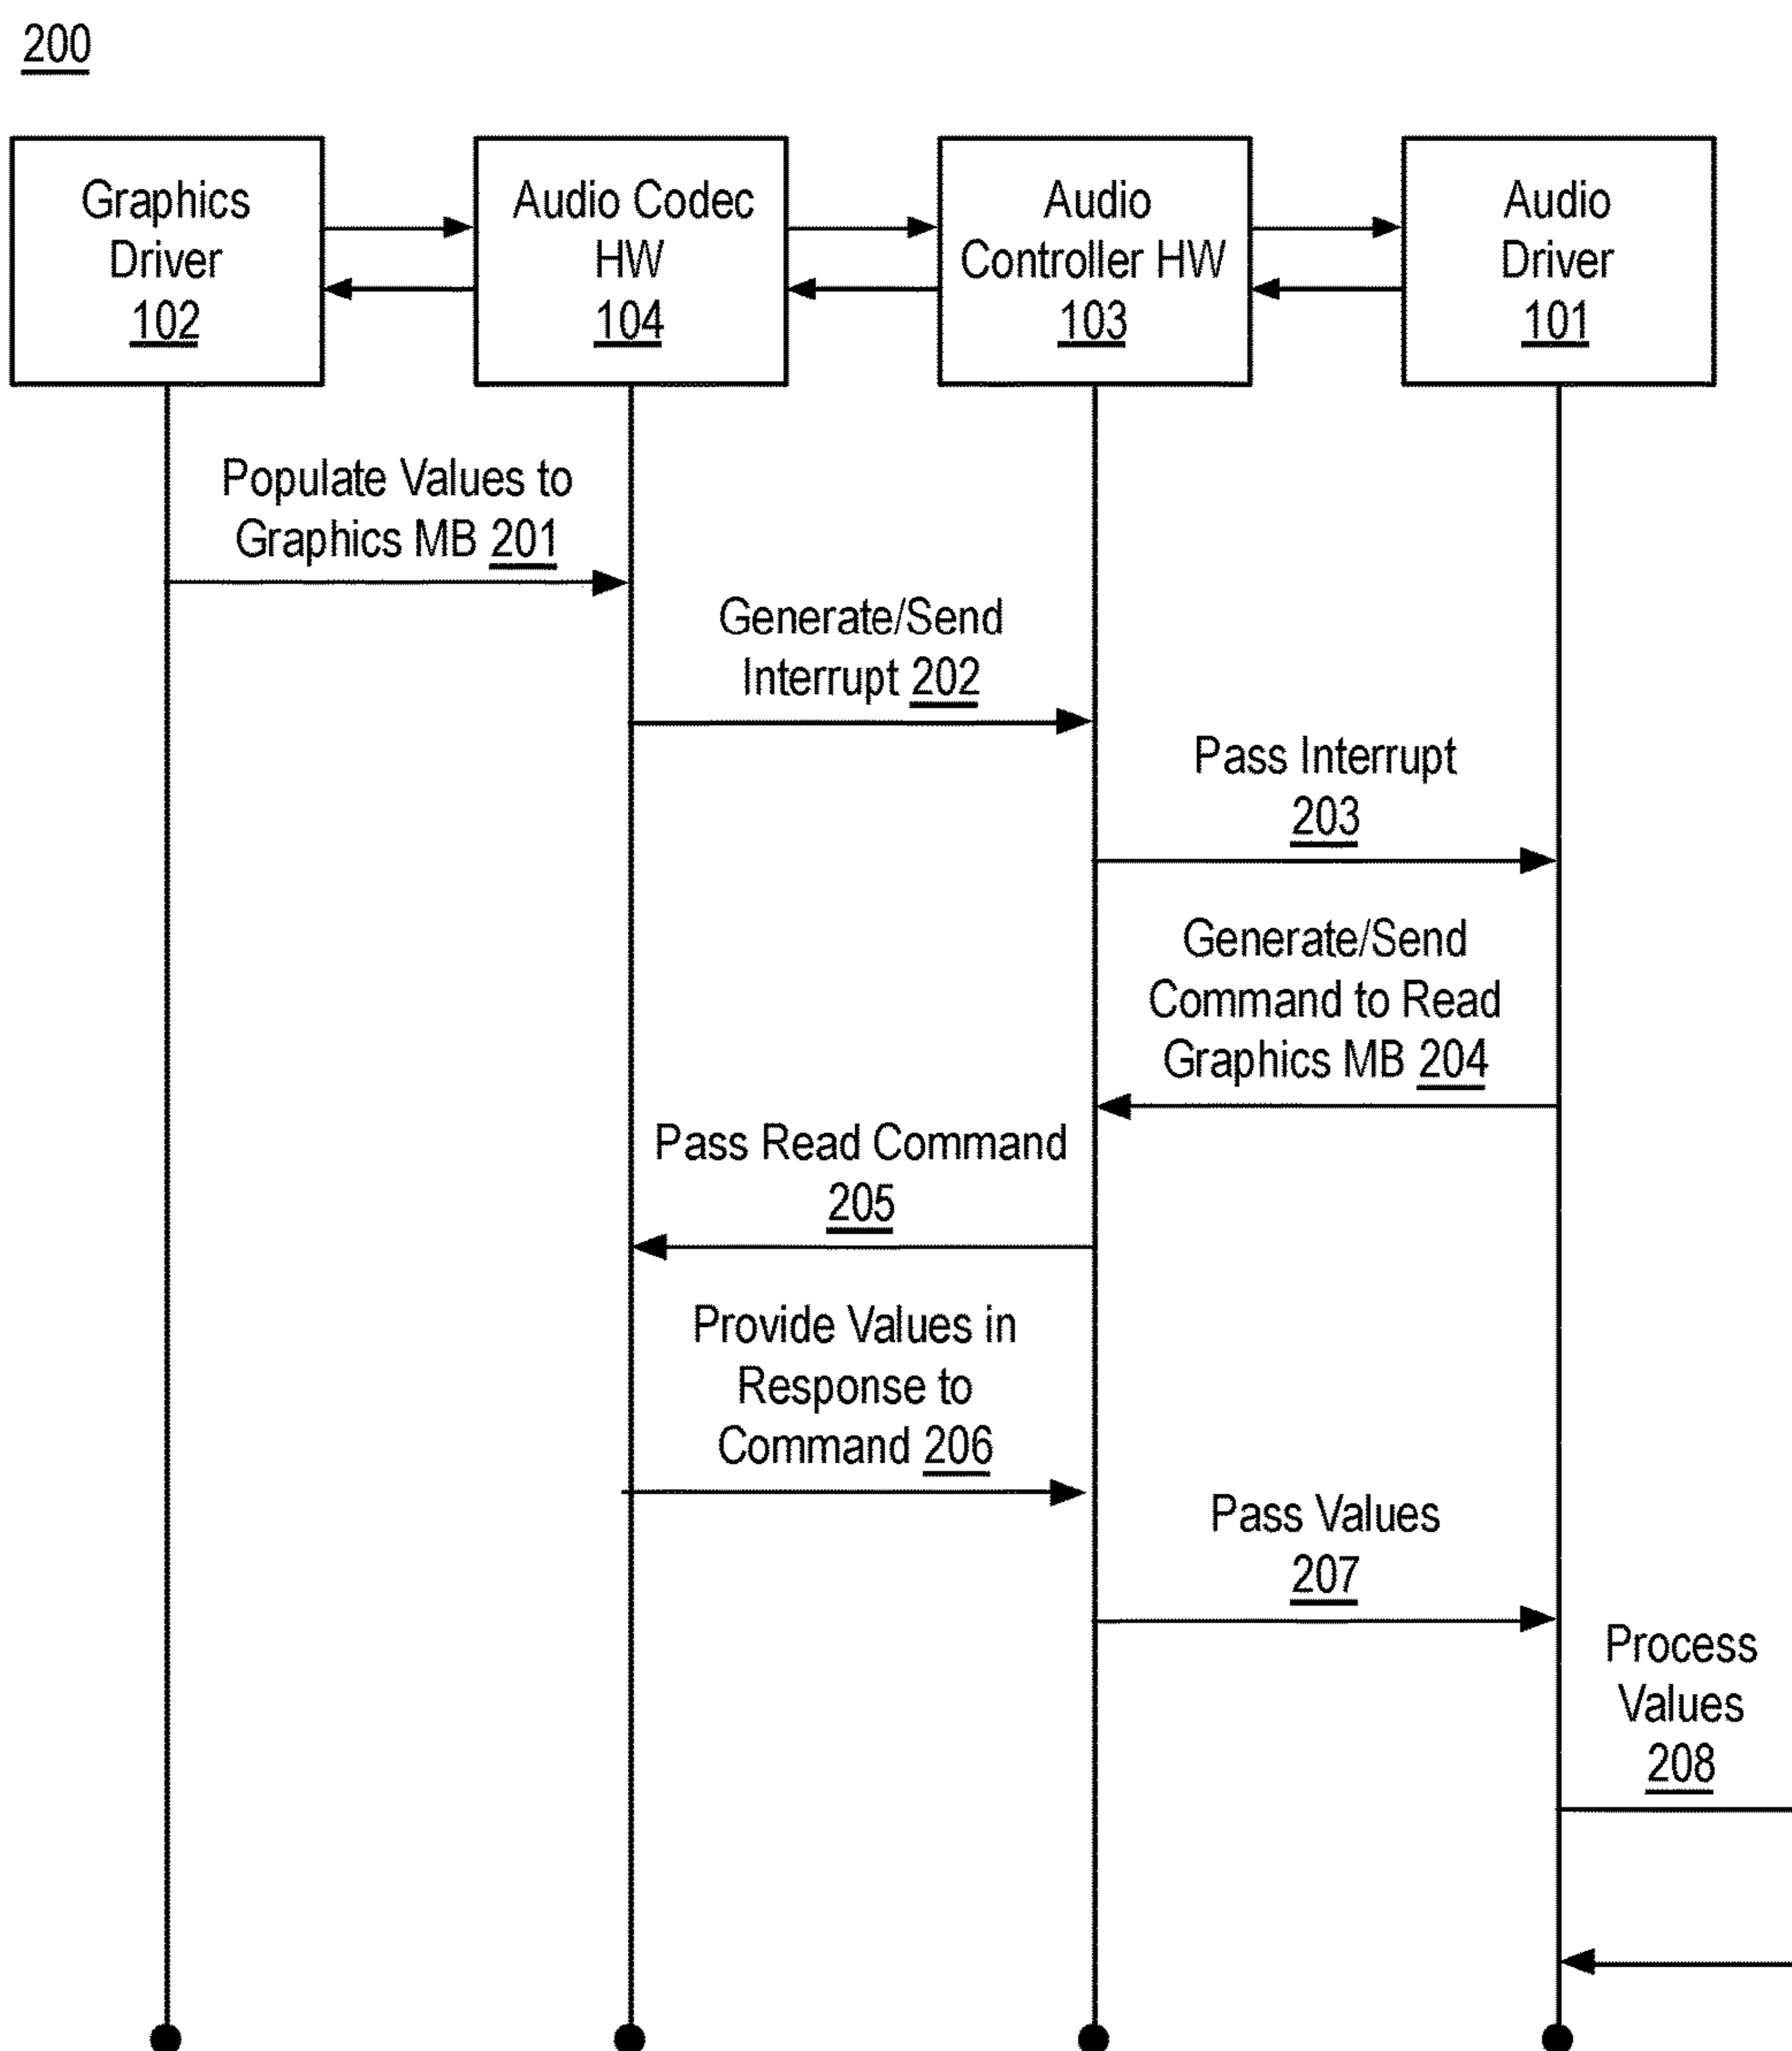 200
Graphics
Driver
102
Audio Codec
HW
104
Audio
Controller HW
103
Audio
Driver
101
Populate Values to
Graphics MB 201
Generate/Send
Interrupt 202
Pass Interrupt
203
Generate/Send
Command to Read
Graphics MB 204
Pass Read Command
205
Provide Values in
Response to
Command 206
Pass Values
207
Process
Values
208